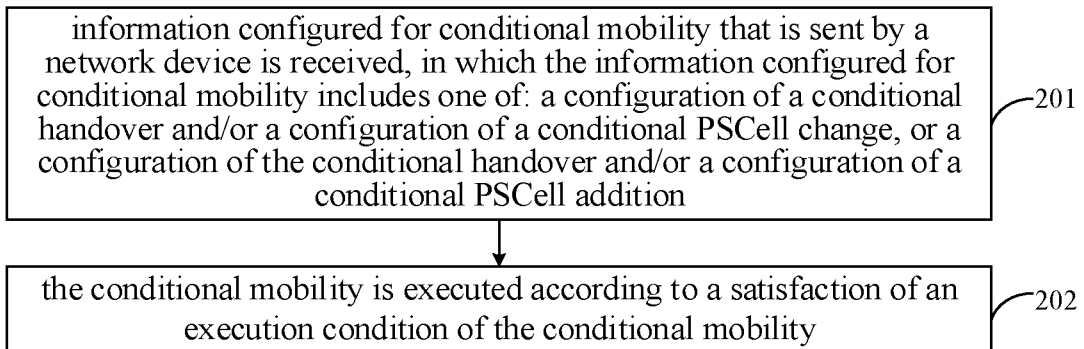 information configured for conditional mobility that is sent by a
network device is received, in which the information configured for
conditional mobility includes one of: a configuration of a conditional
handover and/or a configuration of a conditional PSCell change, or a
configuration of the conditional handover and/or a configuration of a
conditional PSCell addition
201
the conditional mobility is executed according to a satisfaction of an
execution condition of the conditional mobility
202